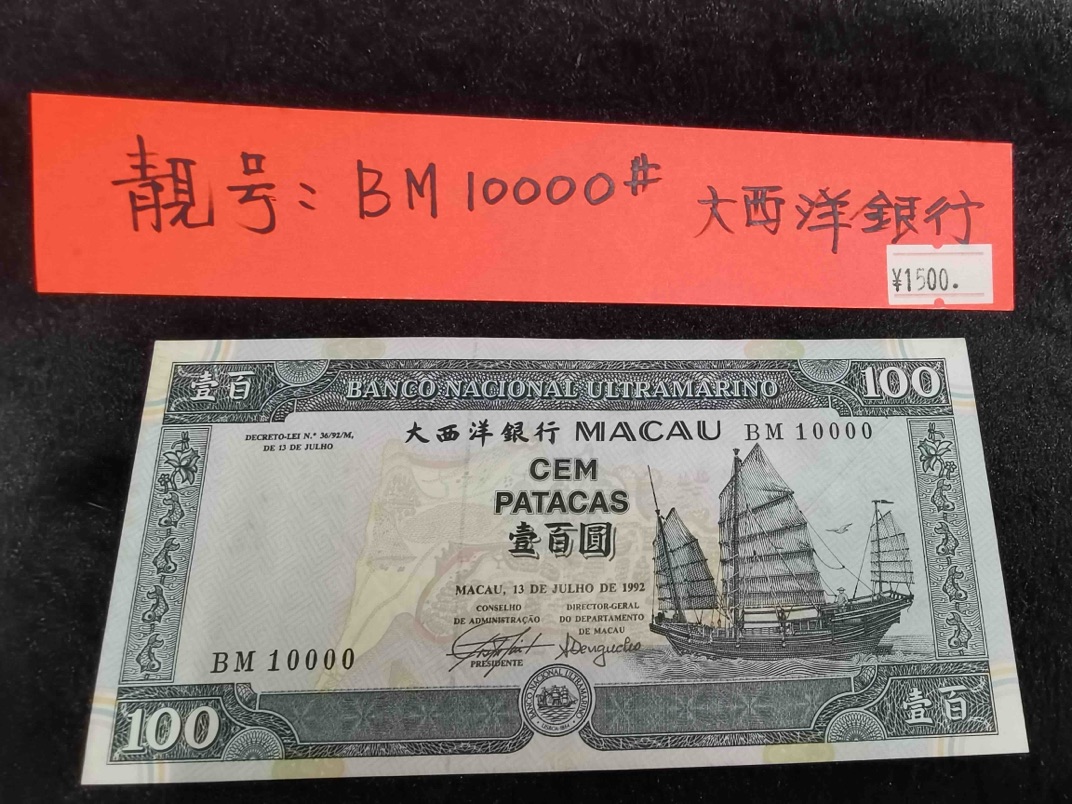 靚号：BM 10000#
大西洋銀行
¥1500.
壹百
BANCO NACIONAL ULTRAMARINO
100
DECRETO-LEI N.º 36/92/M,
DE 13 DE JULHO
大西洋銀行 MACAU BM 10000
CEM
PATACAS
壹百圓
MACAU, 13 DE JULHO DE 1992
CONSELHO
DE ADMINISTRAÇÃO
DIRECTOR-GERAL
DO DEPARTAMENTO
DE MACAU
PRESIDENTE
BM 10000
BANCO NACIONAL ULTRAMARINO
100
壹百